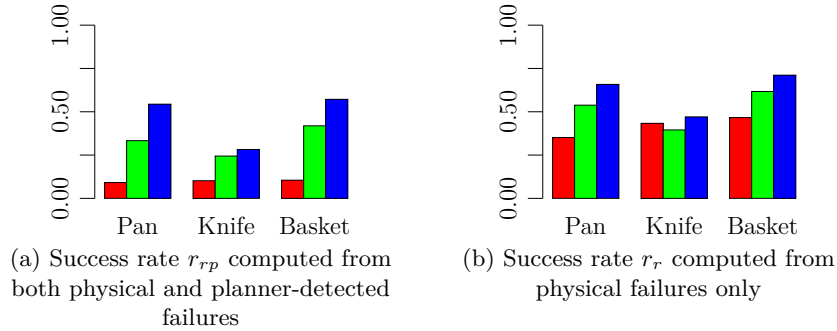 1.00
0.50
0.00
Pan Knife Basket
(a) Success rate r_rp computed from
both physical and planner-detected
failures
1.00
0.50
0.00
Pan Knife Basket
(b) Success rate r_r computed from
physical failures only